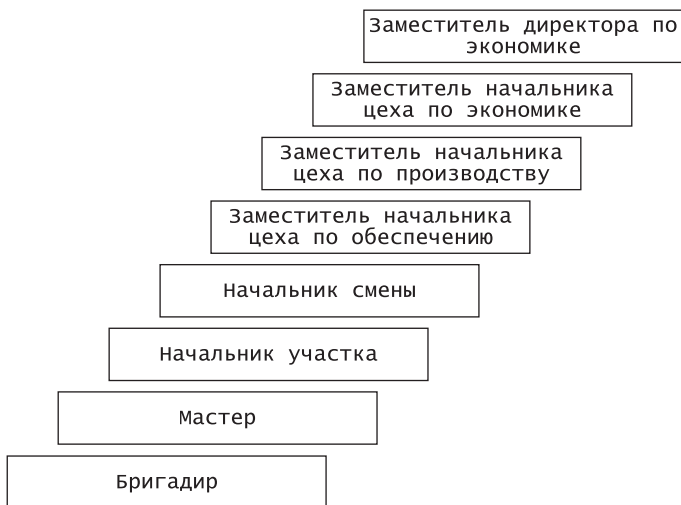 Заместитель директора по
экономике
Заместитель начальника
цеха по экономике
Заместитель начальника
цеха по производству
Заместитель начальника
цеха по обеспечению
Начальник смены
Начальник участка
Мастер
Бригадир